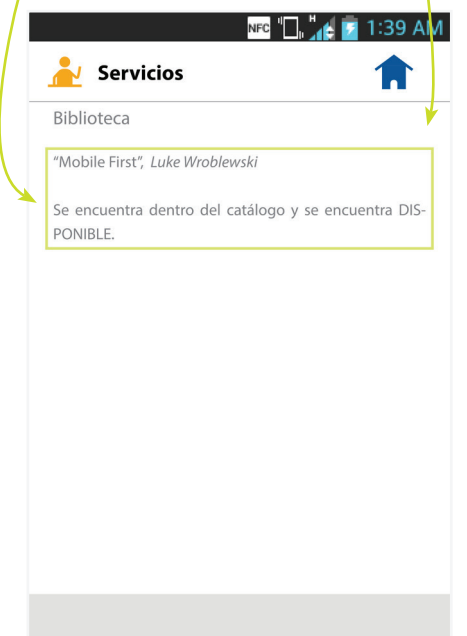 NFC H 1:39 AM
Servicios
Biblioteca
“Mobile First”, Luke Wroblewski
Se encuentra dentro del catálogo y se encuentra DIS-
PONIBLE.